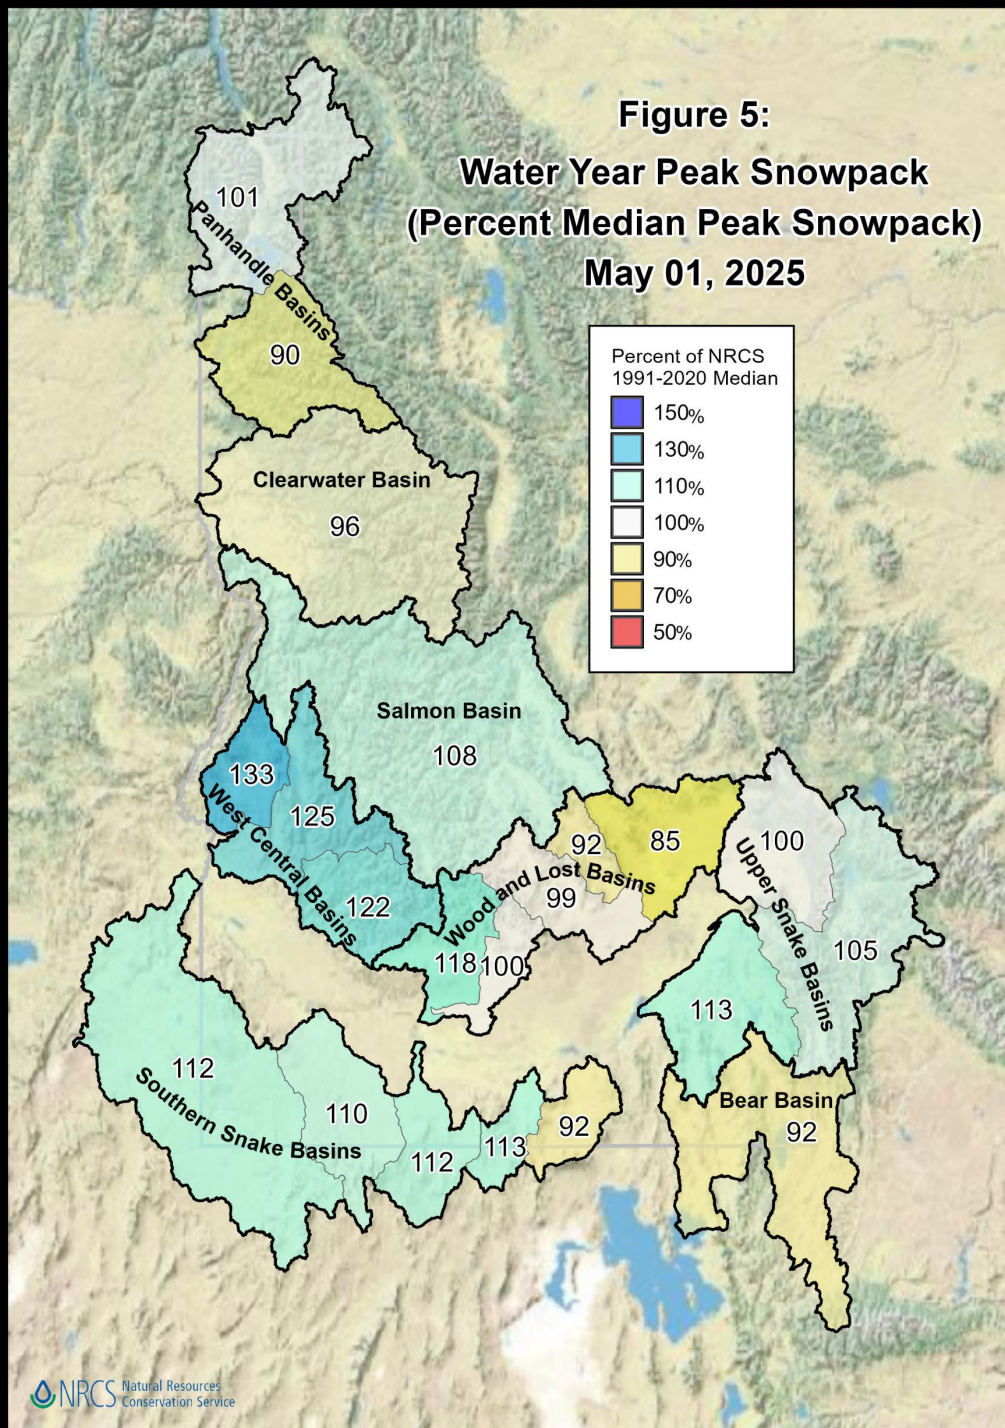 Figure 5:
Water Year Peak Snowpack
(Percent Median Peak Snowpack)
May 01, 2025
Percent of NRCS
1991-2020 Median
150%
130%
110%
100%
90%
70%
50%
101
Panhandle Basins
90
Clearwater Basin
96
Salmon Basin
108
133
125
West Central Basins
122
92
85
Wood and Lost Basins
99
118
100
100
Upper Snake Basins
105
113
112
Southern Snake Basins
110
112
113
92
Bear Basin
92
NRCS
Natural Resources
Conservation Service